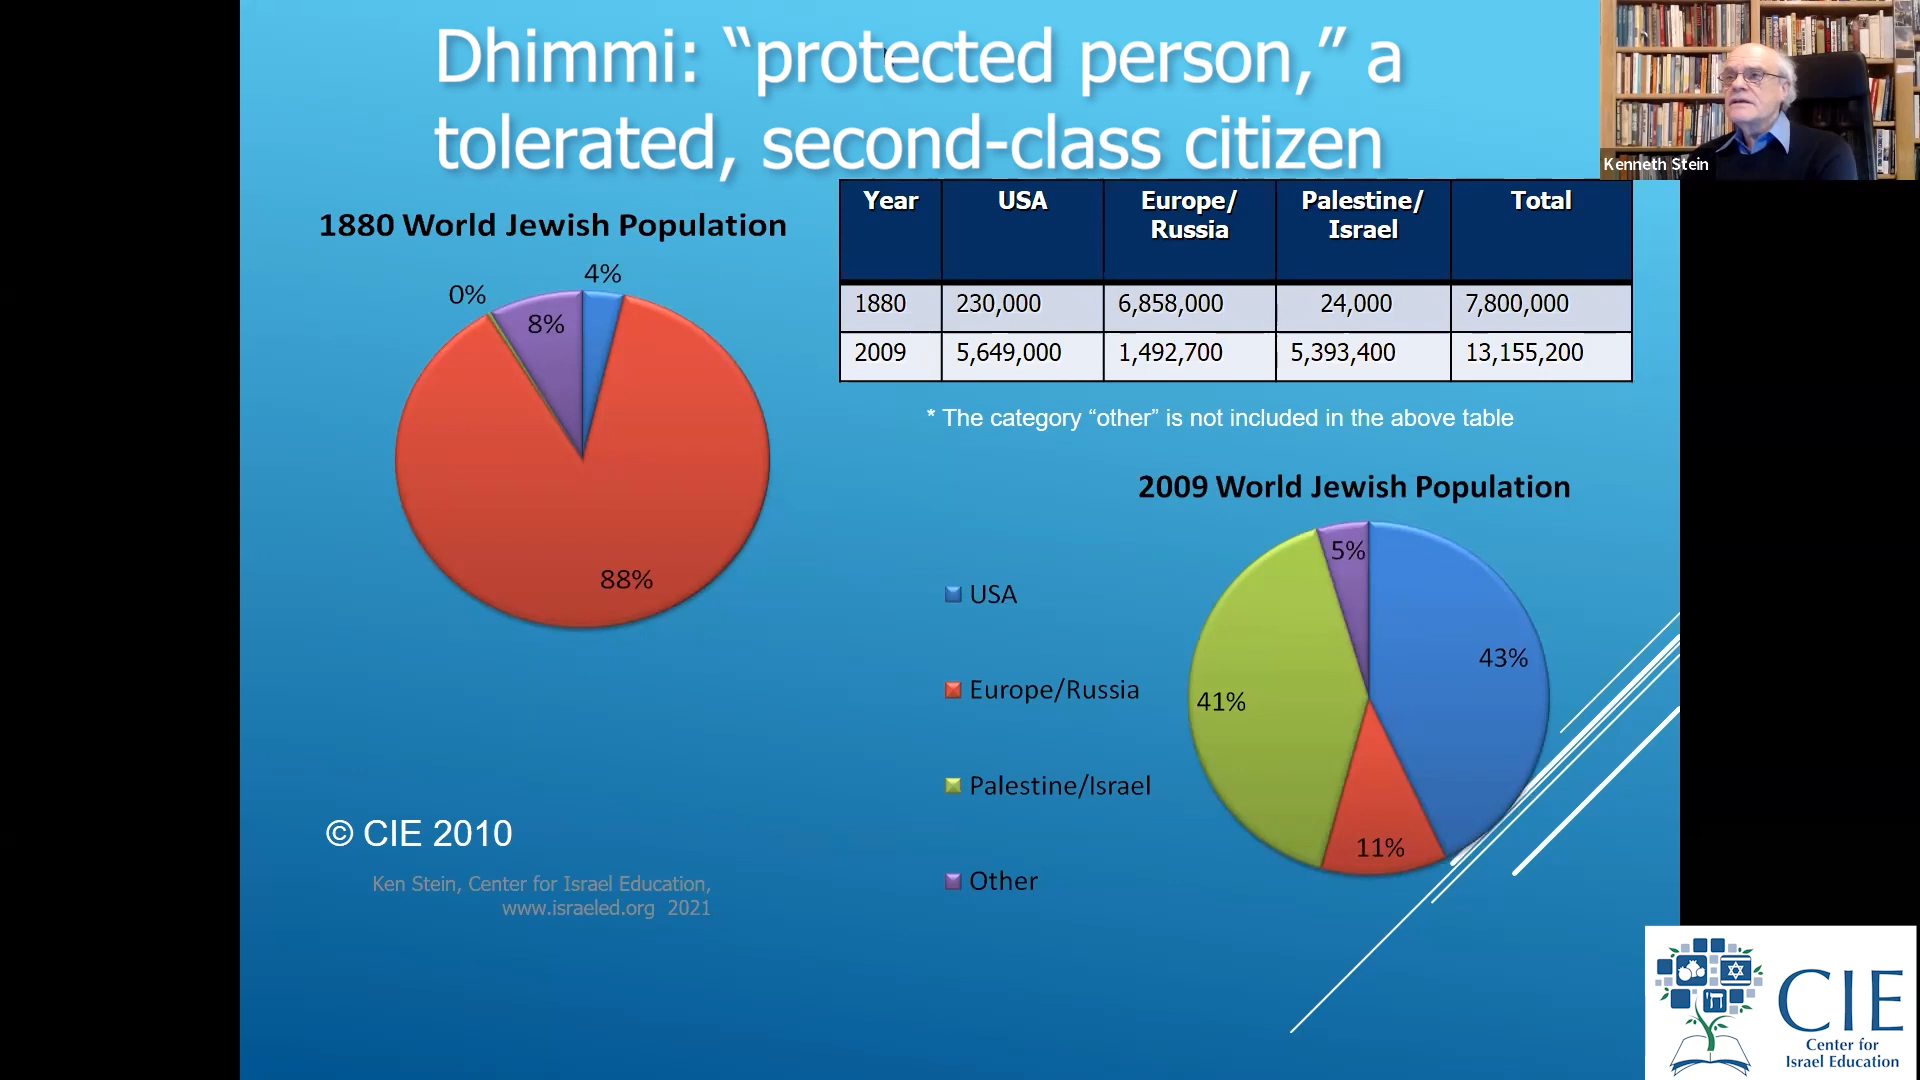 Dhimmi: “protected person,” a
tolerated, second-class citizen
Kenneth Stein
1880 World Jewish Population
4%
0%
8%
88%
Year USA Europe/ Russia Palestine/ Israel Total
1880 230,000 6,858,000 24,000 7,800,000
2009 5,649,000 1,492,700 5,393,400 13,155,200
* The category “other” is not included in the above table
2009 World Jewish Population
5%
43%
41%
11%
USA
Europe/Russia
Palestine/Israel
Other
© CIE 2010
Ken Stein, Center for Israel Education,
www.israeled.org 2021
CIE
Center for
Israel Education